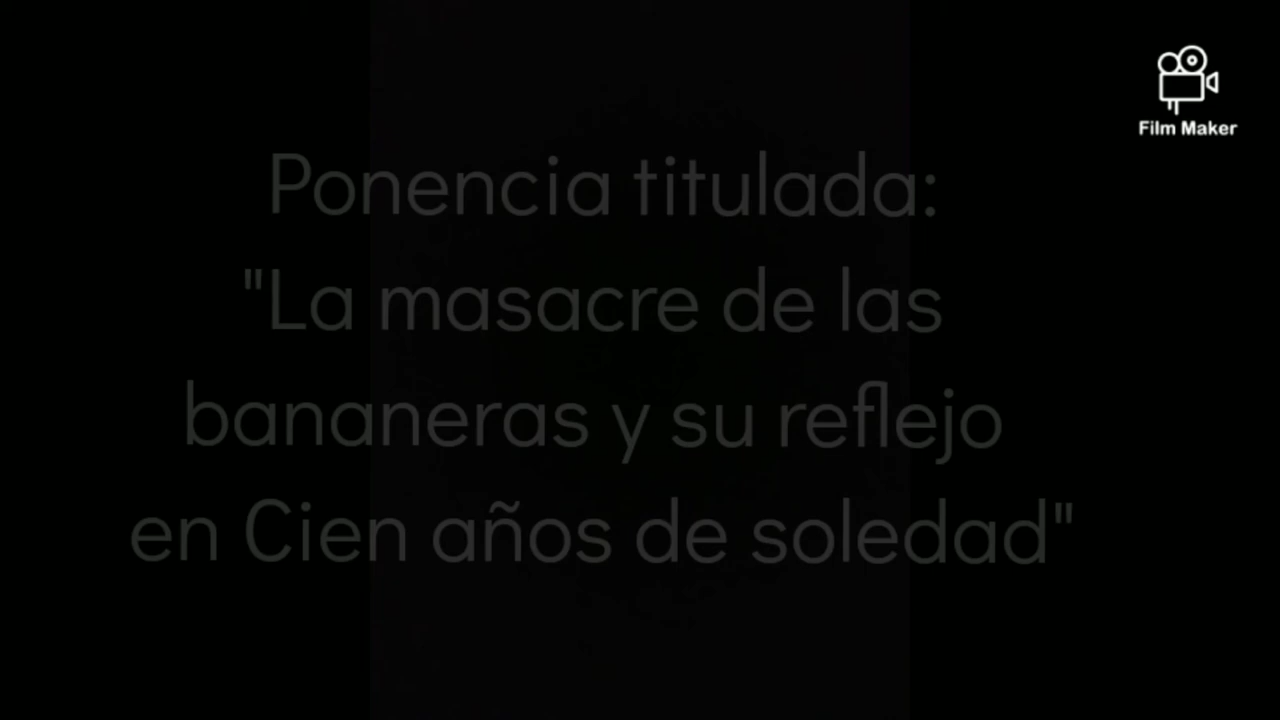 Film Maker
Ponencia titulada:
"La masacre de las
bananeras y su reflejo
en Cien años de soledad"